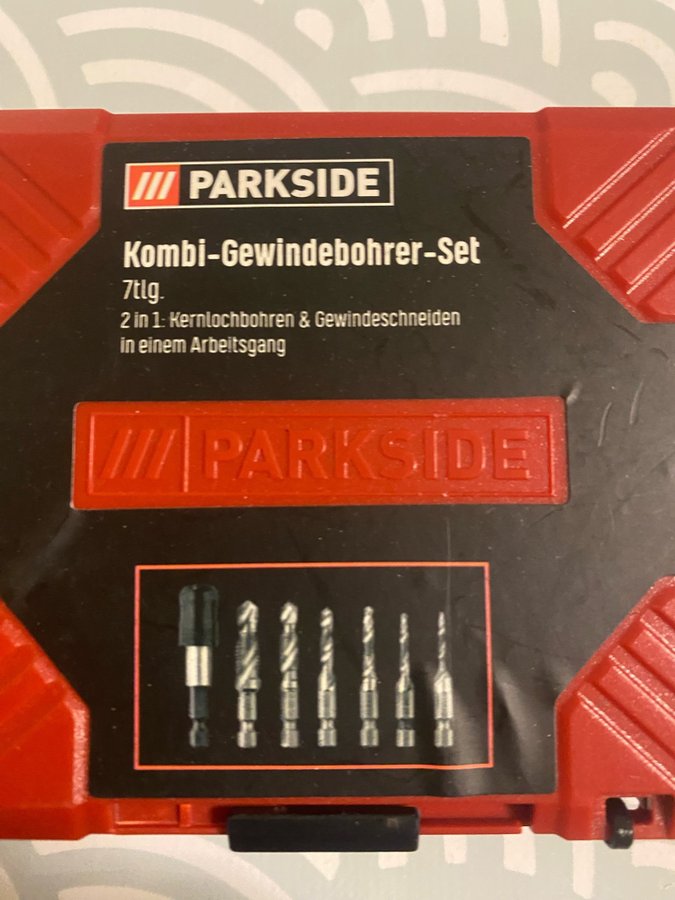 PARKSIDE
Kombi-Gewindebohrer-Set
7tlg.
2 in 1: Kernlochbohren & Gewindeschneiden
in einem Arbeitsgang
PARKSIDE